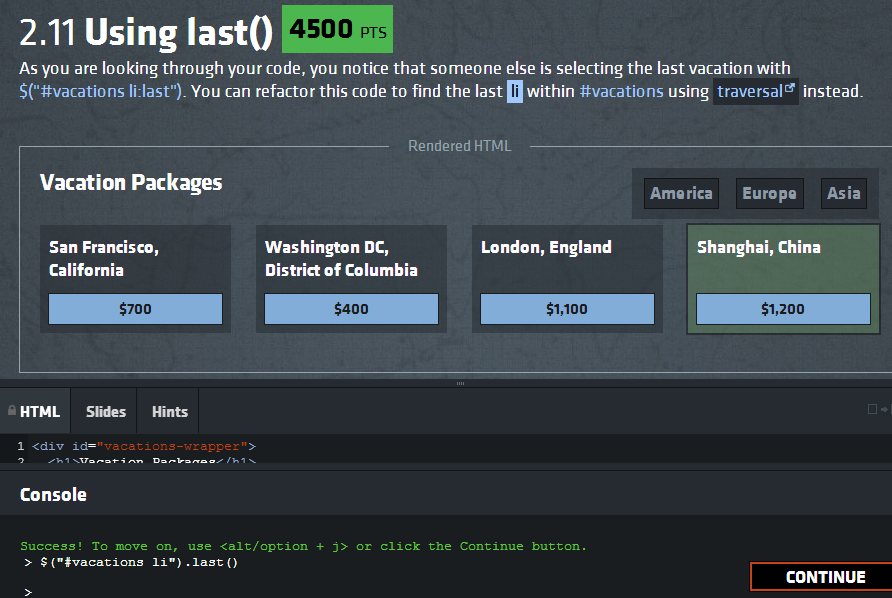 2.11 Using last() 4500 PTS
As you are looking through your code, you notice that someone else is selecting the last vacation with
$("#vacations li:last"). You can refactor this code to find the last li within #vacations using traversal instead.
Rendered HTML
Vacation Packages
America Europe Asia
San Francisco,
California
$700
Washington DC,
District of Columbia
$400
London, England
$1,100
Shanghai, China
$1,200
HTML Slides Hints
1 <div id="vacations-wrapper">
2 <h1>Vacation Packages</h1>
Console
Success! To move on, use <alt/option + j> or click the Continue button.
> $("#vacations li").last()
>
CONTINUE